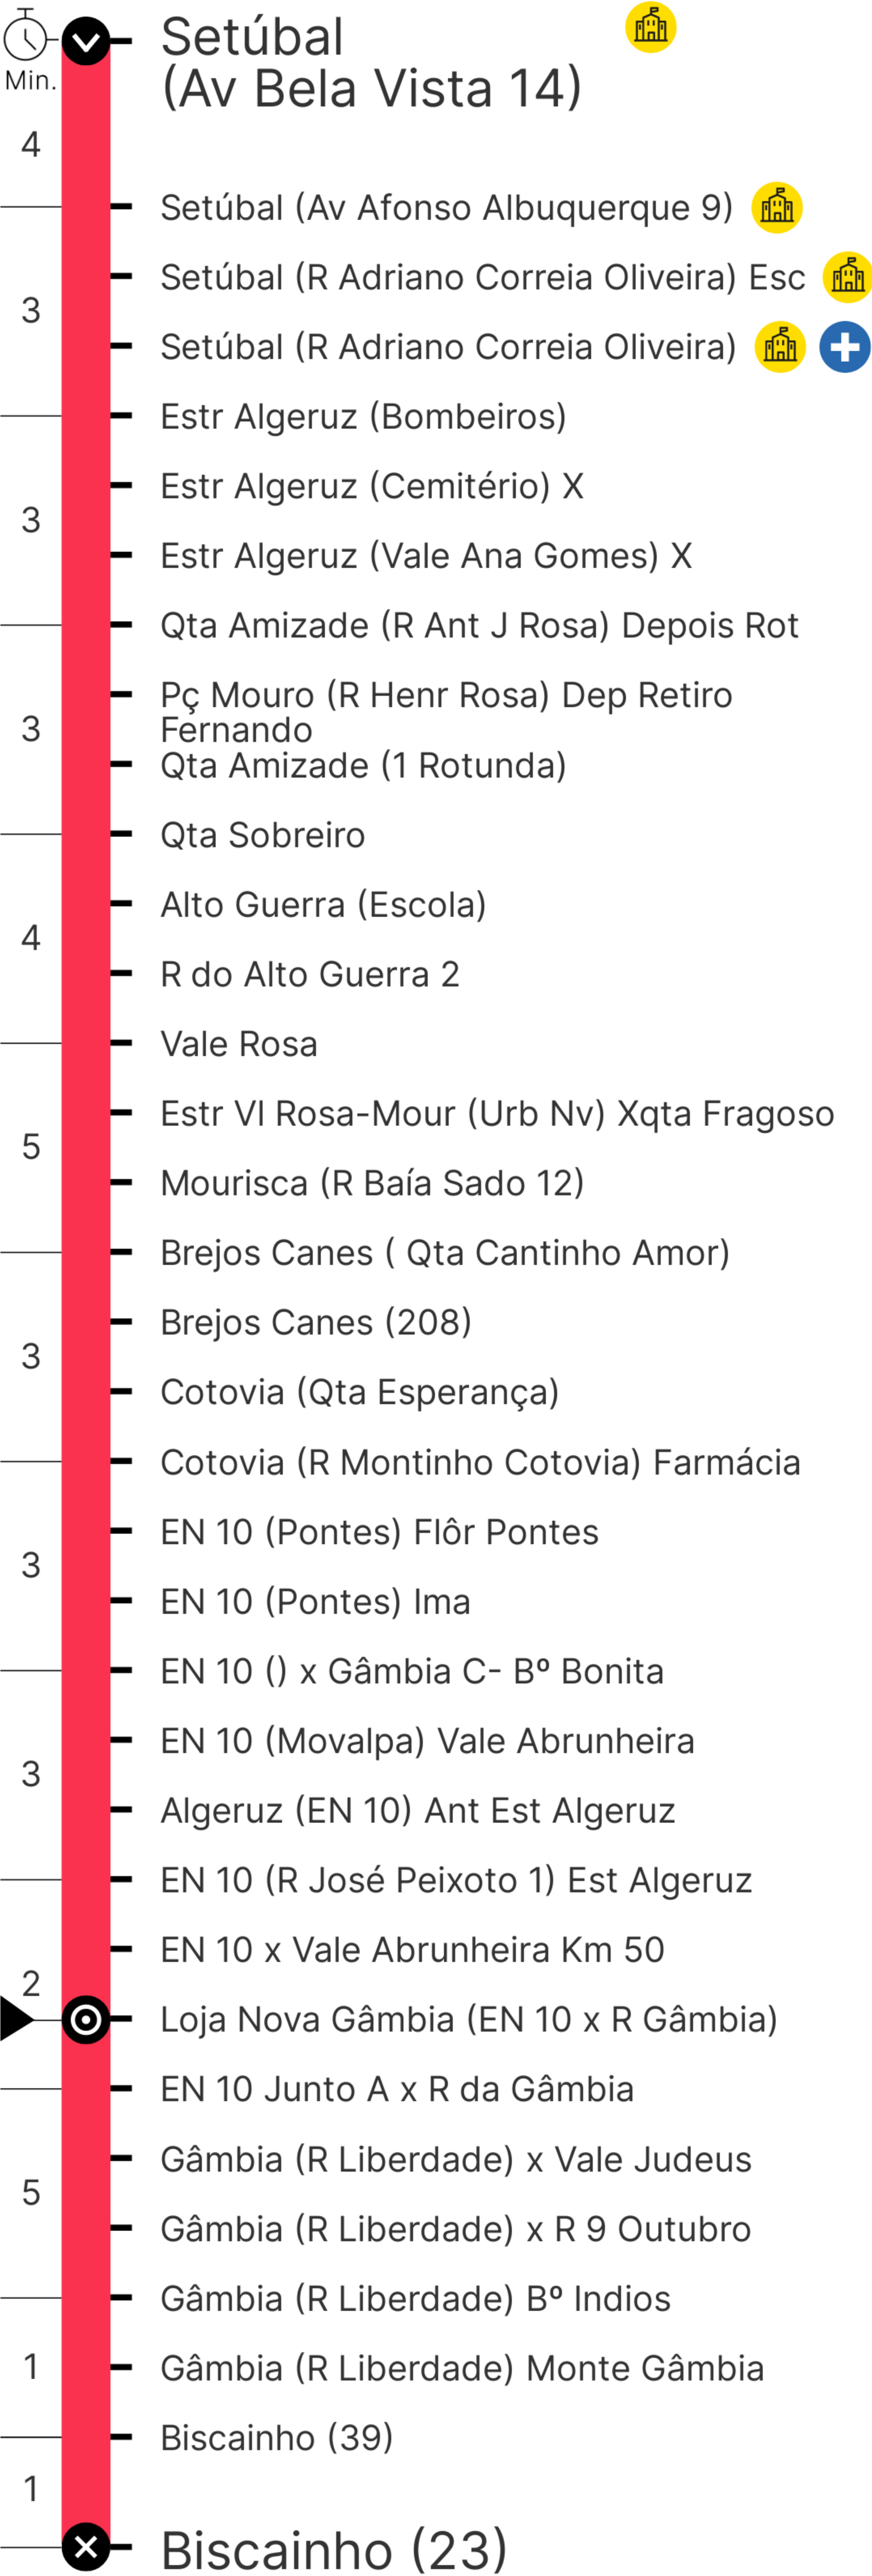 Setúbal
(Av Bela Vista 14)
Min.
4
Setúbal (Av Afonso Albuquerque 9)
Setúbal (R Adriano Correia Oliveira) Esc
3
Setúbal (R Adriano Correia Oliveira)
Estr Algeruz (Bombeiros)
Estr Algeruz (Cemitério) X
3
Estr Algeruz (Vale Ana Gomes) X
Qta Amizade (R Ant J Rosa) Depois Rot
Pç Mouro (R Henr Rosa) Dep Retiro
Fernando
3
Qta Amizade (1 Rotunda)
Qta Sobreiro
Alto Guerra (Escola)
4
R do Alto Guerra 2
Vale Rosa
Estr Vl Rosa-Mour (Urb Nv) Xqta Fragoso
5
Mourisca (R Baía Sado 12)
Brejos Canes ( Qta Cantinho Amor)
Brejos Canes (208)
3
Cotovia (Qta Esperança)
Cotovia (R Montinho Cotovia) Farmácia
EN 10 (Pontes) Flôr Pontes
3
EN 10 (Pontes) Ima
EN 10 () x Gâmbia C- Bº Bonita
EN 10 (Movalpa) Vale Abrunheira
3
Algeruz (EN 10) Ant Est Algeruz
EN 10 (R José Peixoto 1) Est Algeruz
EN 10 x Vale Abrunheira Km 50
2
Loja Nova Gâmbia (EN 10 x R Gâmbia)
EN 10 Junto A x R da Gâmbia
Gâmbia (R Liberdade) x Vale Judeus
5
Gâmbia (R Liberdade) x R 9 Outubro
Gâmbia (R Liberdade) Bº Indios
1
Gâmbia (R Liberdade) Monte Gâmbia
Biscainho (39)
1
Biscainho (23)